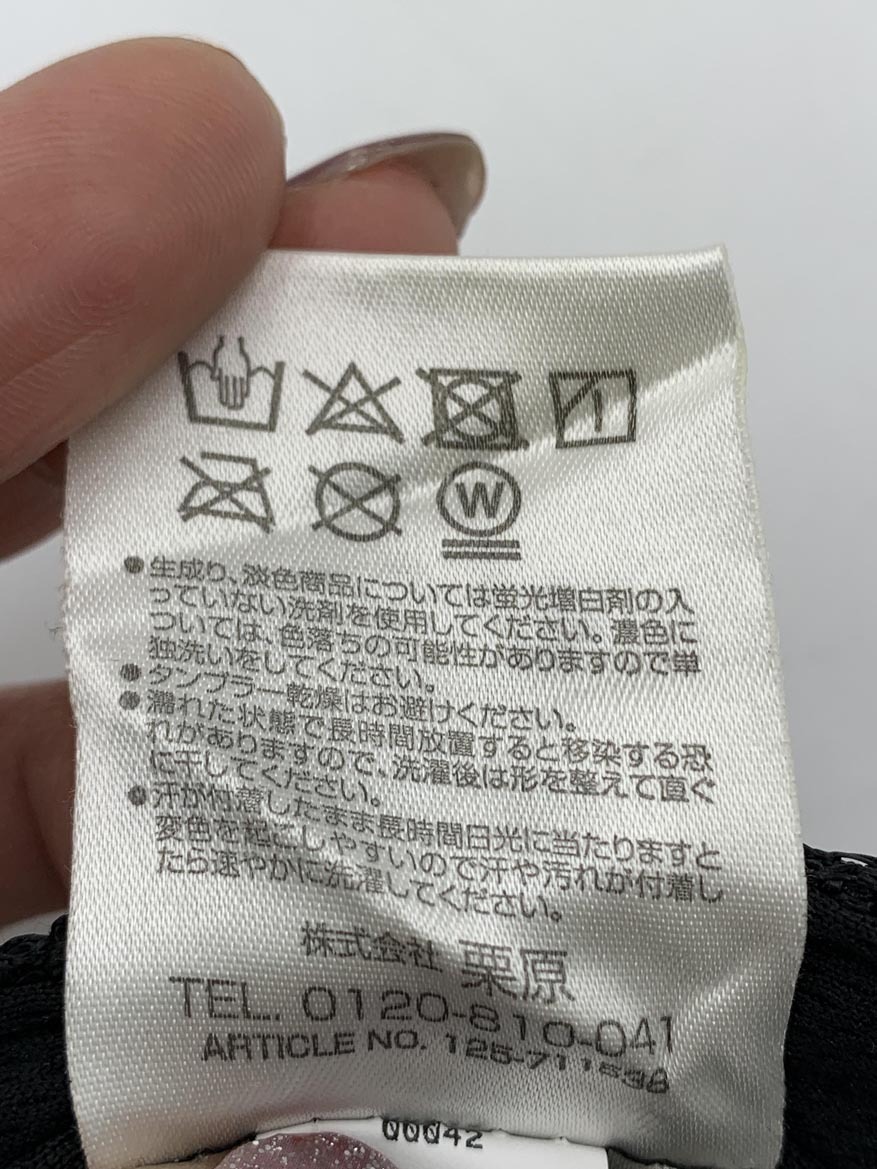 W
●生成り、淡色商品については蛍光増白剤の入
っていない洗剤を使用してください。濃色に
ついては、色落ちの可能性がありますので単
独洗いをしてください。
●タンブラー乾燥はお避けください。
●濡れた状態で長時間放置すると移染する恐
れがありますので、洗濯後は形を整えて直ぐ
に干してください。
●汗が付着したまま長時間日光に当たりますと
変色を起こしやすいので汗や汚れが付着し
たら速やかに洗濯してください。
株式会社 栗原
TEL. 0120-810-041
ARTICLE NO. 125-711538
00042